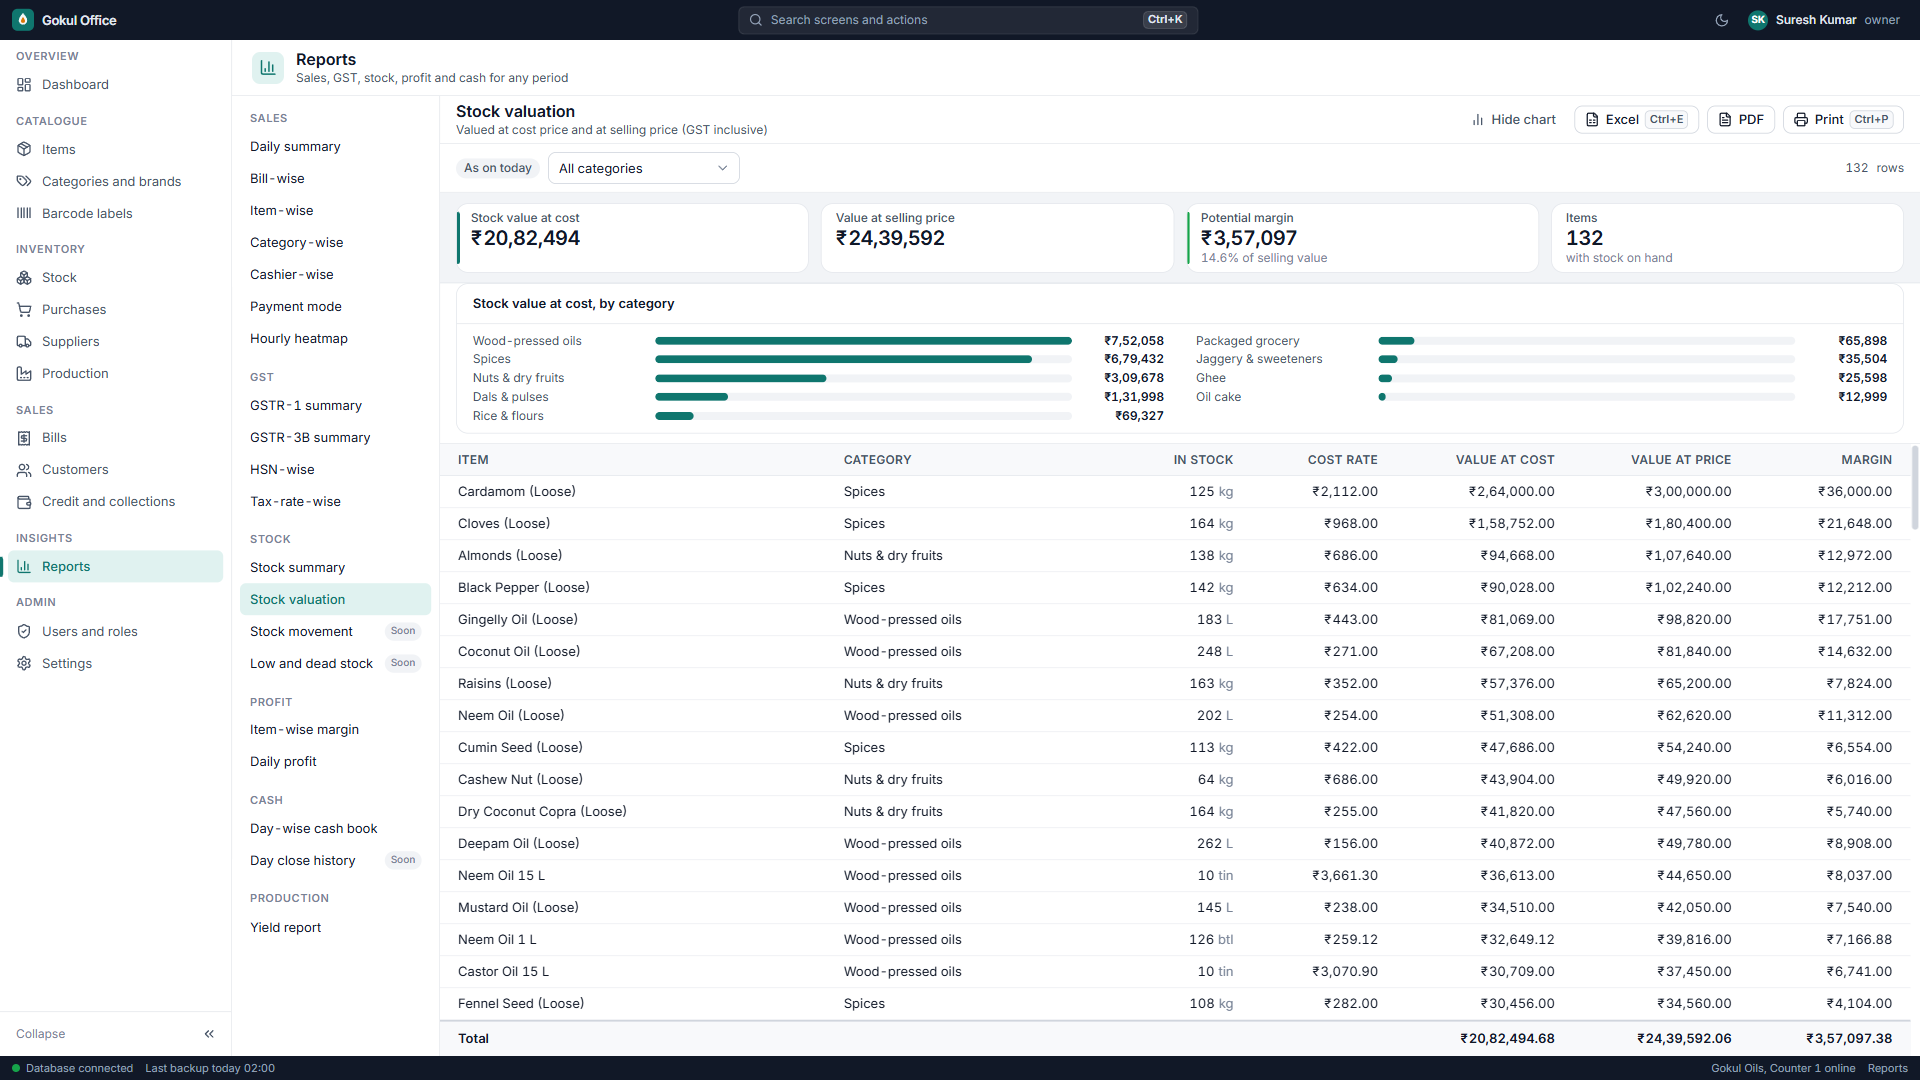 Gokul Office
Search screens and actions
Ctrl+K
SK
Suresh Kumar owner
OVERVIEW
Dashboard
CATALOGUE
Items
Categories and brands
Barcode labels
INVENTORY
Stock
Purchases
Suppliers
Production
SALES
Bills
Customers
Credit and collections
INSIGHTS
Reports
ADMIN
Users and roles
Settings
Collapse
Reports
Sales, GST, stock, profit and cash for any period
SALES
Daily summary
Bill-wise
Item-wise
Category-wise
Cashier-wise
Payment mode
Hourly heatmap
GST
GSTR-1 summary
GSTR-3B summary
HSN-wise
Tax-rate-wise
STOCK
Stock summary
Stock valuation
Stock movement Soon
Low and dead stock Soon
PROFIT
Item-wise margin
Daily profit
CASH
Day-wise cash book
Day close history Soon
PRODUCTION
Yield report
Stock valuation
Valued at cost price and at selling price (GST inclusive)
Hide chart
Excel Ctrl+E
PDF
Print Ctrl+P
As on today
All categories
132 rows
Stock value at cost
₹20,82,494
Value at selling price
₹24,39,592
Potential margin
₹3,57,097
14.6% of selling value
Items
132
with stock on hand
Stock value at cost, by category
Wood-pressed oils ₹7,52,058
Spices ₹6,79,432
Nuts & dry fruits ₹3,09,678
Dals & pulses ₹1,31,998
Rice & flours ₹69,327
Packaged grocery ₹65,898
Jaggery & sweeteners ₹35,504
Ghee ₹25,598
Oil cake ₹12,999
ITEM CATEGORY IN STOCK COST RATE VALUE AT COST VALUE AT PRICE MARGIN
Cardamom (Loose) Spices 125 kg ₹2,112.00 ₹2,64,000.00 ₹3,00,000.00 ₹36,000.00
Cloves (Loose) Spices 164 kg ₹968.00 ₹1,58,752.00 ₹1,80,400.00 ₹21,648.00
Almonds (Loose) Nuts & dry fruits 138 kg ₹686.00 ₹94,668.00 ₹1,07,640.00 ₹12,972.00
Black Pepper (Loose) Spices 142 kg ₹634.00 ₹90,028.00 ₹1,02,240.00 ₹12,212.00
Gingelly Oil (Loose) Wood-pressed oils 183 L ₹443.00 ₹81,069.00 ₹98,820.00 ₹17,751.00
Coconut Oil (Loose) Wood-pressed oils 248 L ₹271.00 ₹67,208.00 ₹81,840.00 ₹14,632.00
Raisins (Loose) Nuts & dry fruits 163 kg ₹352.00 ₹57,376.00 ₹65,200.00 ₹7,824.00
Neem Oil (Loose) Wood-pressed oils 202 L ₹254.00 ₹51,308.00 ₹62,620.00 ₹11,312.00
Cumin Seed (Loose) Spices 113 kg ₹422.00 ₹47,686.00 ₹54,240.00 ₹6,554.00
Cashew Nut (Loose) Nuts & dry fruits 64 kg ₹686.00 ₹43,904.00 ₹49,920.00 ₹6,016.00
Dry Coconut Copra (Loose) Nuts & dry fruits 164 kg ₹255.00 ₹41,820.00 ₹47,560.00 ₹5,740.00
Deepam Oil (Loose) Wood-pressed oils 262 L ₹156.00 ₹40,872.00 ₹49,780.00 ₹8,908.00
Neem Oil 15 L Wood-pressed oils 10 tin ₹3,661.30 ₹36,613.00 ₹44,650.00 ₹8,037.00
Mustard Oil (Loose) Wood-pressed oils 145 L ₹238.00 ₹34,510.00 ₹42,050.00 ₹7,540.00
Neem Oil 1 L Wood-pressed oils 126 btl ₹259.12 ₹32,649.12 ₹39,816.00 ₹7,166.88
Castor Oil 15 L Wood-pressed oils 10 tin ₹3,070.90 ₹30,709.00 ₹37,450.00 ₹6,741.00
Fennel Seed (Loose) Spices 108 kg ₹282.00 ₹30,456.00 ₹34,560.00 ₹4,104.00
Total ₹20,82,494.68 ₹24,39,592.06 ₹3,57,097.38
Database connected Last backup today 02:00
Gokul Oils, Counter 1 online Reports